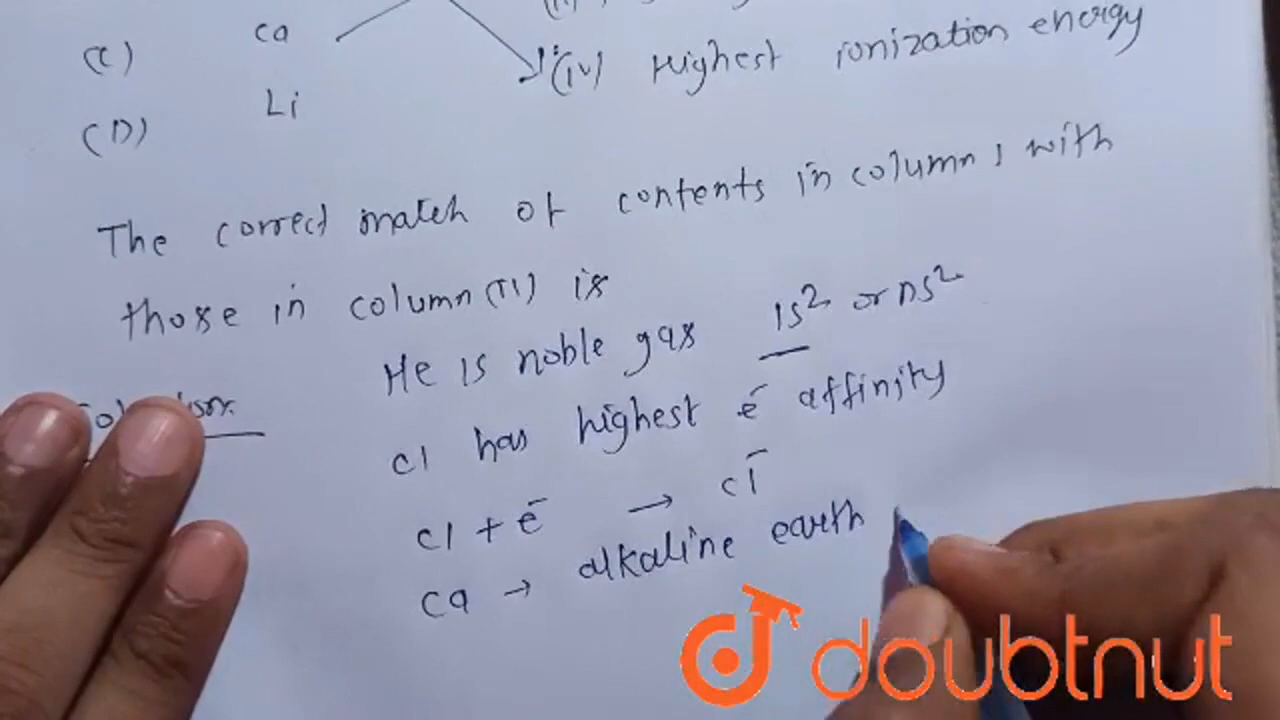 (C) Ca
(iv) Highest ionization energy
(D) Li
The correct match of contents in column I with
those in column (II) is
He is noble gas 1s² or ns²
Cl has highest e⁻ affinity
Cl + e⁻ → Cl⁻
Ca → alkaline earth
doubtnut